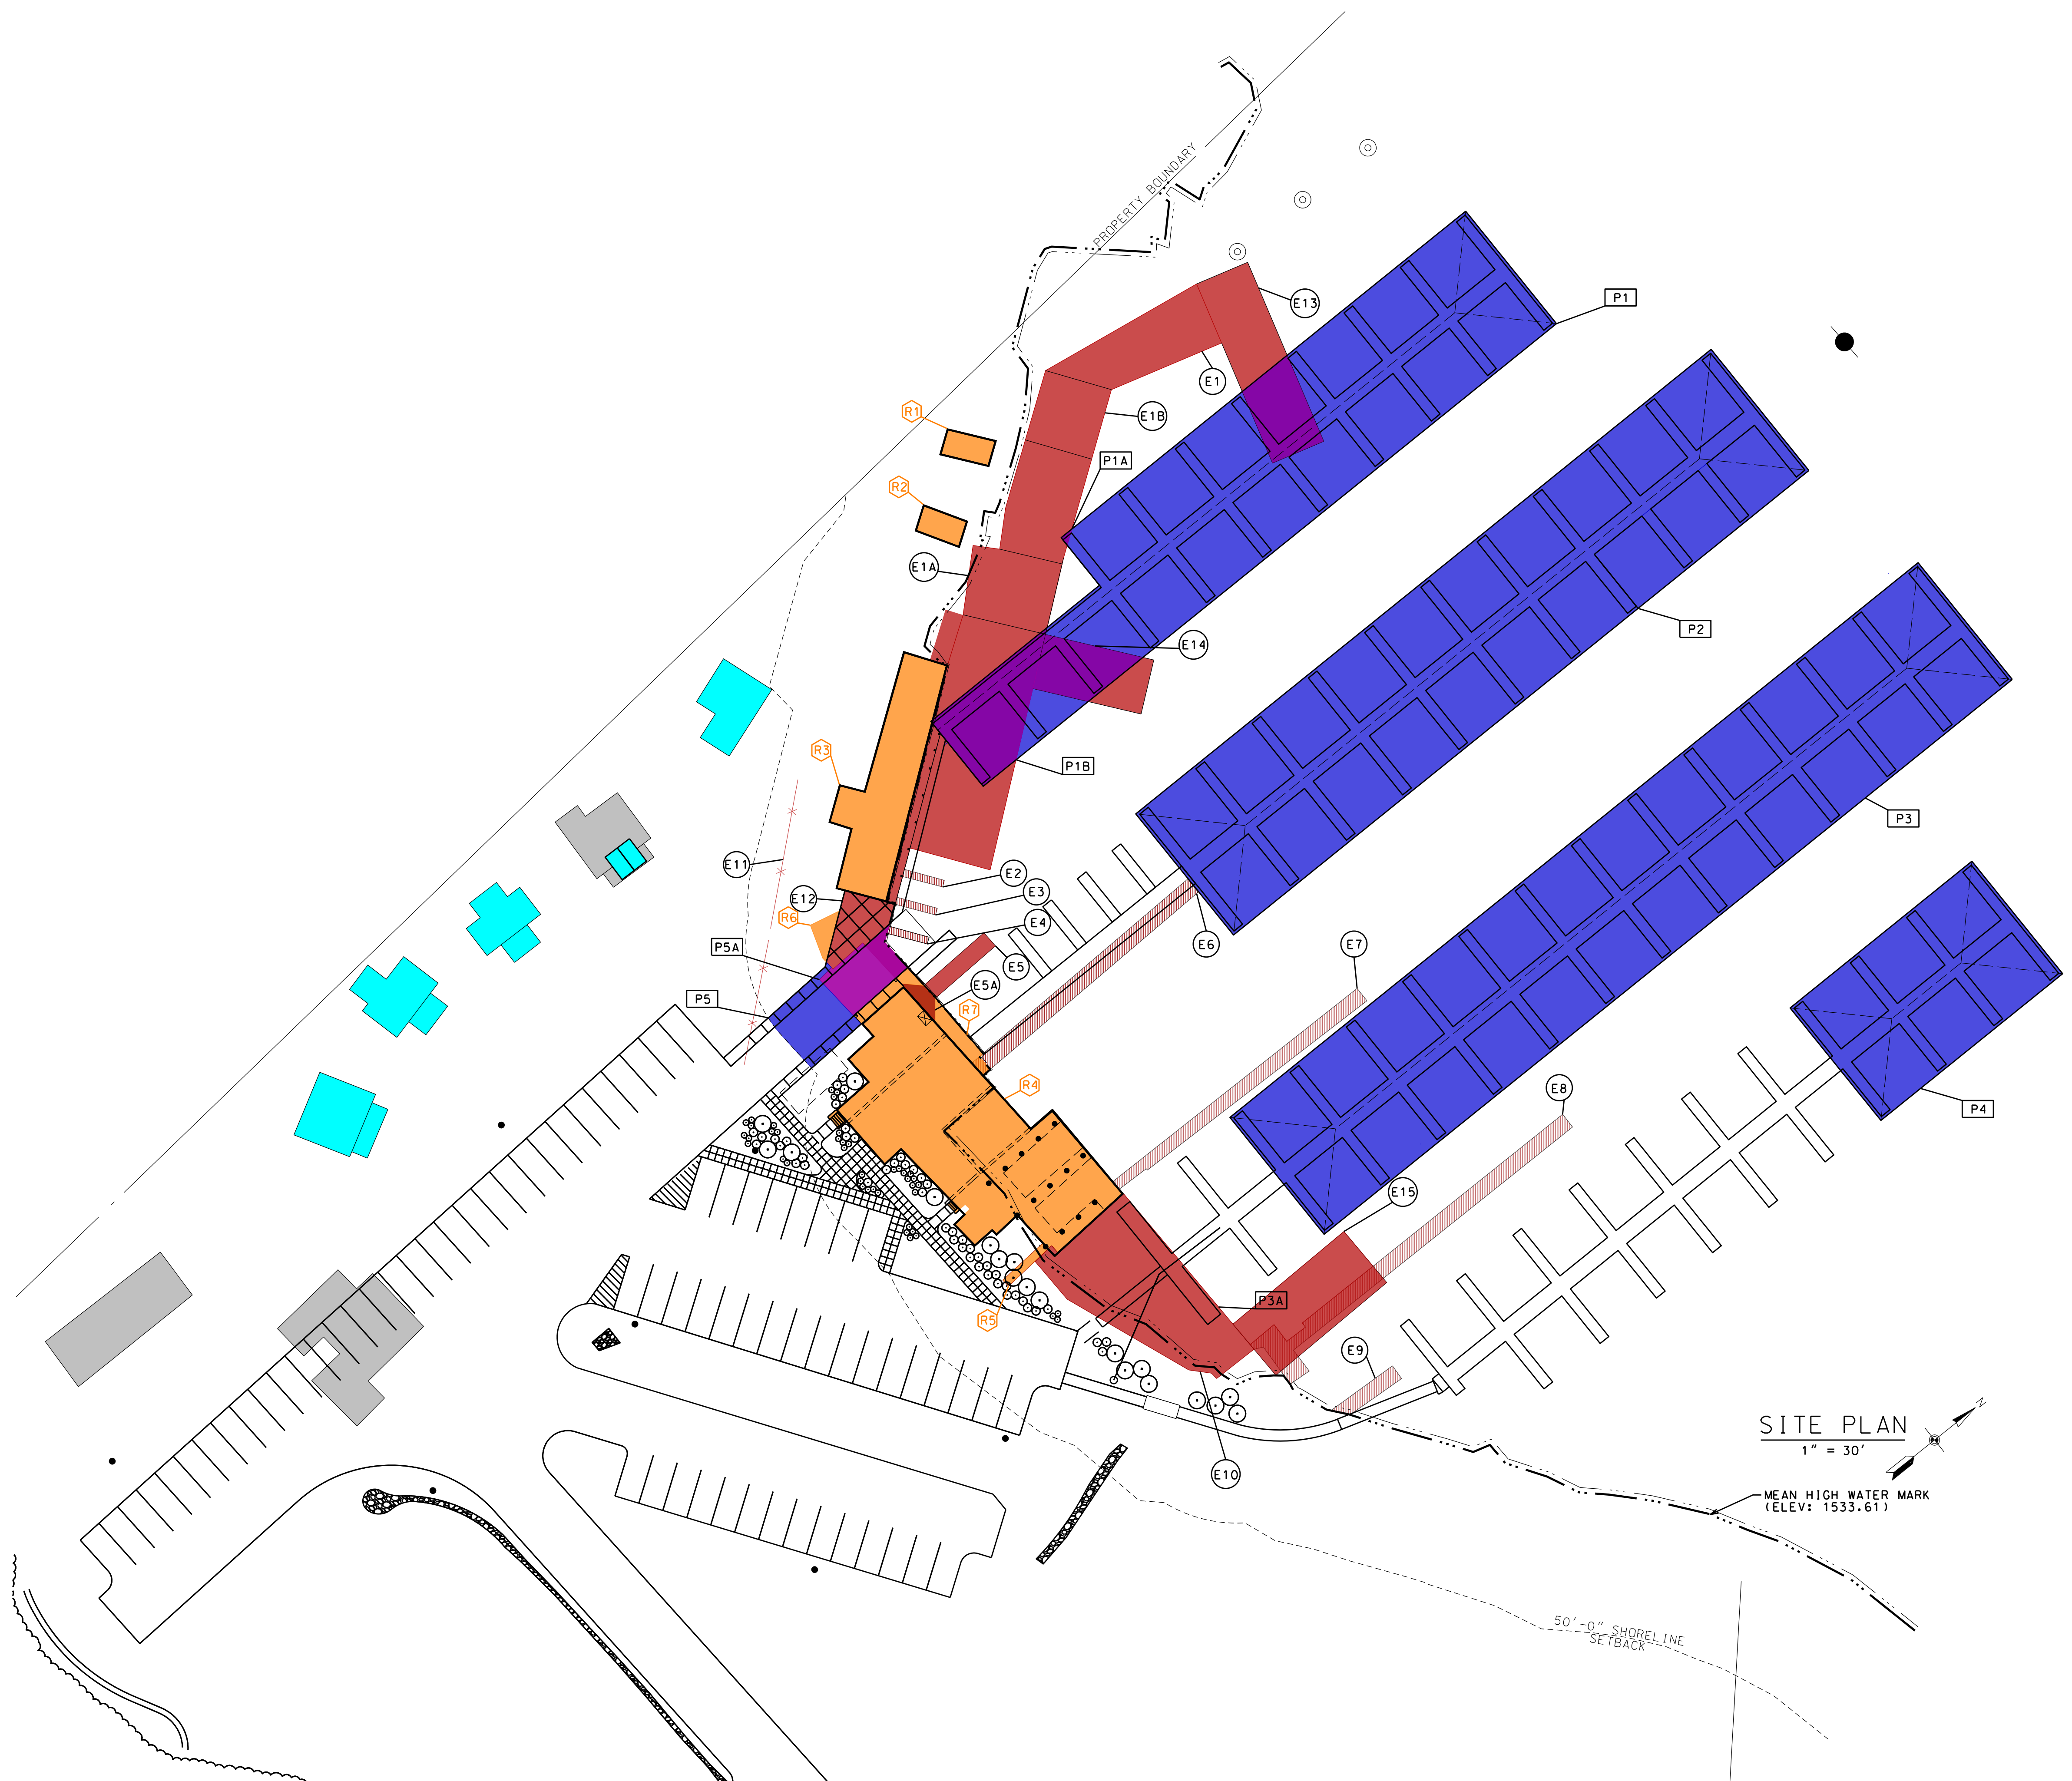 PROPERTY BOUNDARY
E13
P1
E1
R1
E1B
P1A
R2
E1A
P2
E14
R3
P1B
P3
E11
E2
E12
E3
R6
E4
P5A
E6
E7
E5
E5A
P5
R7
R4
E8
P4
E15
P3A
R5
E9
SITE PLAN
1" = 30'
N
E10
MEAN HIGH WATER MARK
(ELEV: 1533.61)
50'-0" SHORELINE
SETBACK